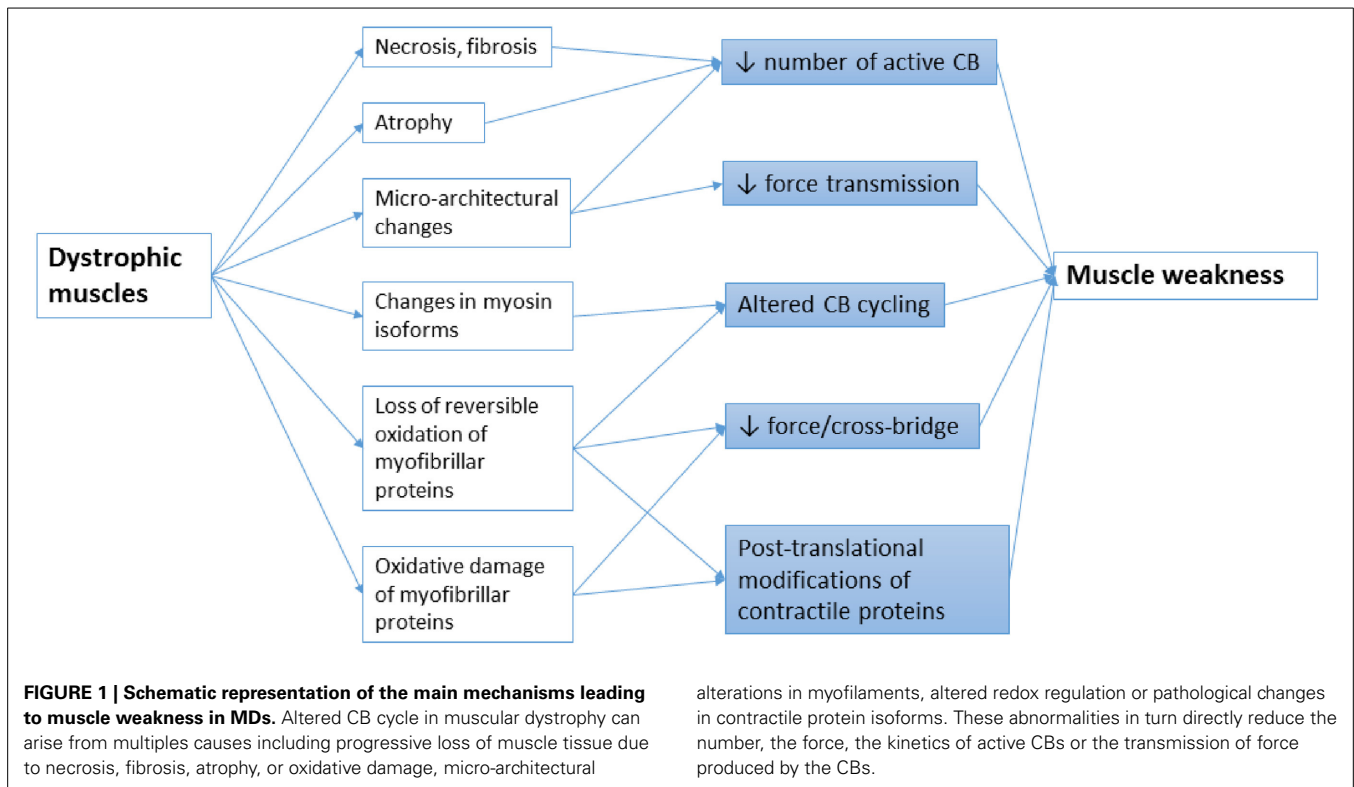 Necrosis, fibrosis
↓ number of active CB
Atrophy
Micro-architectural
changes
↓ force transmission
Dystrophic
muscles
Muscle weakness
Changes in myosin
isoforms
Altered CB cycling
Loss of reversible
oxidation of
myofibrillar
proteins
↓ force/cross-bridge
Oxidative damage
of myofibrillar
proteins
Post-translational
modifications of
contractile proteins
FIGURE 1 | Schematic representation of the main mechanisms leading
to muscle weakness in MDs. Altered CB cycle in muscular dystrophy can
arise from multiples causes including progressive loss of muscle tissue due
to necrosis, fibrosis, atrophy, or oxidative damage, micro-architectural
alterations in myofilaments, altered redox regulation or pathological changes
in contractile protein isoforms. These abnormalities in turn directly reduce the
number, the force, the kinetics of active CBs or the transmission of force
produced by the CBs.